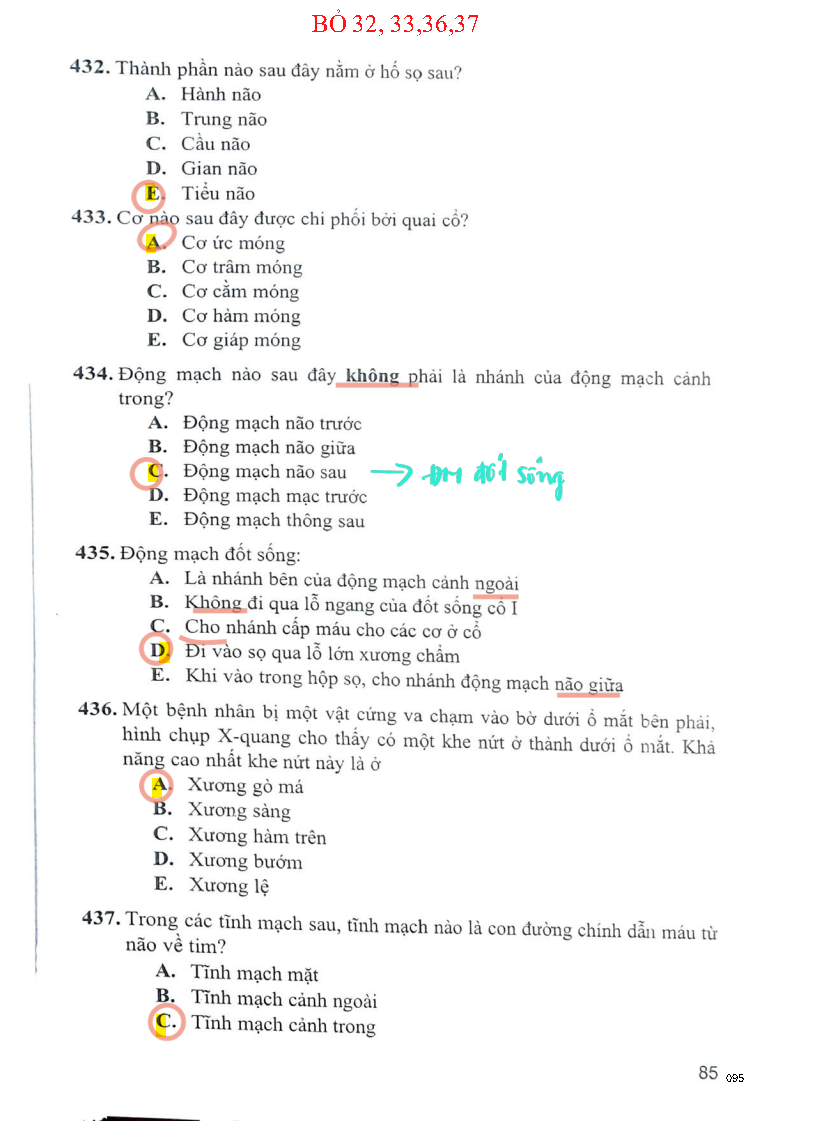 BỎ 32, 33,36,37
432. Thành phần nào sau đây nằm ở hố sọ sau?
A. Hành não
B. Trung não
C. Cầu não
D. Gian não
E. Tiểu não
433. Cơ nào sau đây được chi phối bởi quai cổ?
A. Cơ ức móng
B. Cơ trâm móng
C. Cơ cằm móng
D. Cơ hàm móng
E. Cơ giáp móng
434. Động mạch nào sau đây không phải là nhánh của động mạch cảnh
trong?
A. Động mạch não trước
B. Động mạch não giữa
C. Động mạch não sau → ĐM đốt sống
D. Động mạch mạc trước
E. Động mạch thông sau
435. Động mạch đốt sống:
A. Là nhánh bên của động mạch cảnh ngoài
B. Không đi qua lỗ ngang của đốt sống cổ I
C. Cho nhánh cấp máu cho các cơ ở cổ
D. Đi vào sọ qua lỗ lớn xương chẩm
E. Khi vào trong hộp sọ, cho nhánh động mạch não giữa
436. Một bệnh nhân bị một vật cứng va chạm vào bờ dưới ổ mắt bên phải,
hình chụp X-quang cho thấy có một khe nứt ở thành dưới ổ mắt. Khả
năng cao nhất khe nứt này là ở
A. Xương gò má
B. Xương sàng
C. Xương hàm trên
D. Xương bướm
E. Xương lệ
437. Trong các tĩnh mạch sau, tĩnh mạch nào là con đường chính dẫn máu từ
não về tim?
A. Tĩnh mạch mặt
B. Tĩnh mạch cảnh ngoài
C. Tĩnh mạch cảnh trong
85 095